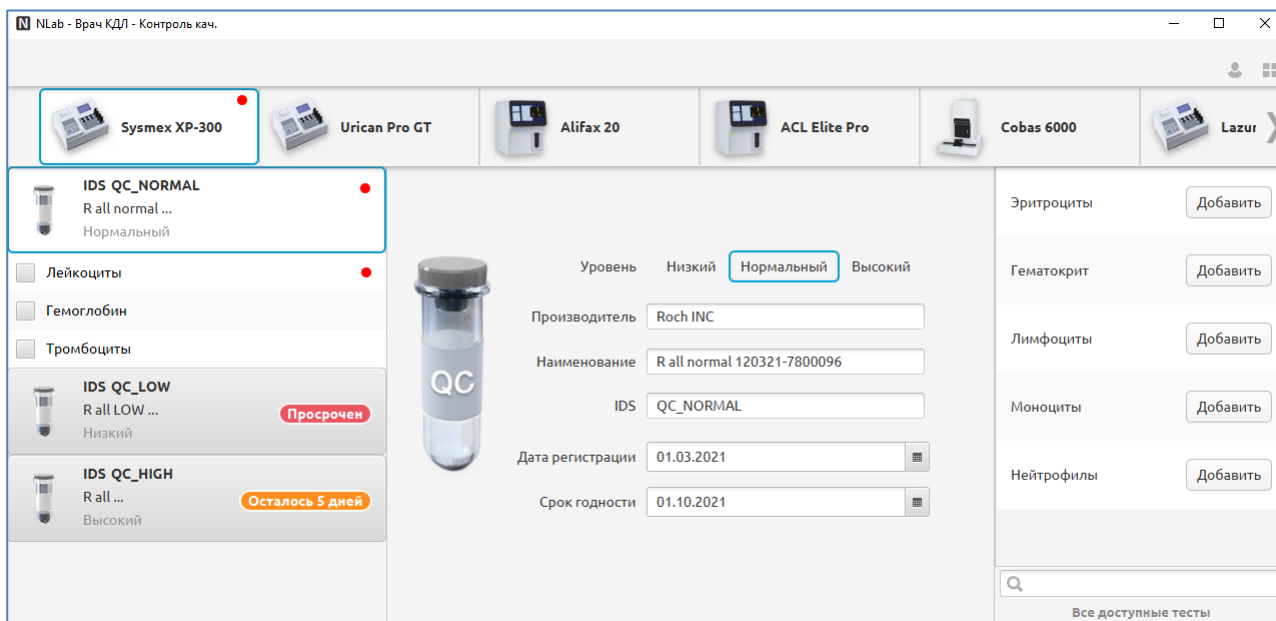 NLab - Врач КДЛ - Контроль кач.
Sysmex XP-300
Urican Pro GT
Alifax 20
ACL Elite Pro
Cobas 6000
Lazur
IDS QC_NORMAL
R all normal ...
Нормальный
Лейкоциты
Гемоглобин
Тромбоциты
IDS QC_LOW
R all LOW ...
Просрочен
Низкий
IDS QC_HIGH
R all ...
Осталось 5 дней
Высокий
QC
Уровень Низкий Нормальный Высокий
Производитель Roch INC
Наименование R all normal 120321-7800096
IDS QC_NORMAL
Дата регистрации 01.03.2021
Срок годности 01.10.2021
Эритроциты Добавить
Гематокрит Добавить
Лимфоциты Добавить
Моноциты Добавить
Нейтрофилы Добавить
Все доступные тесты